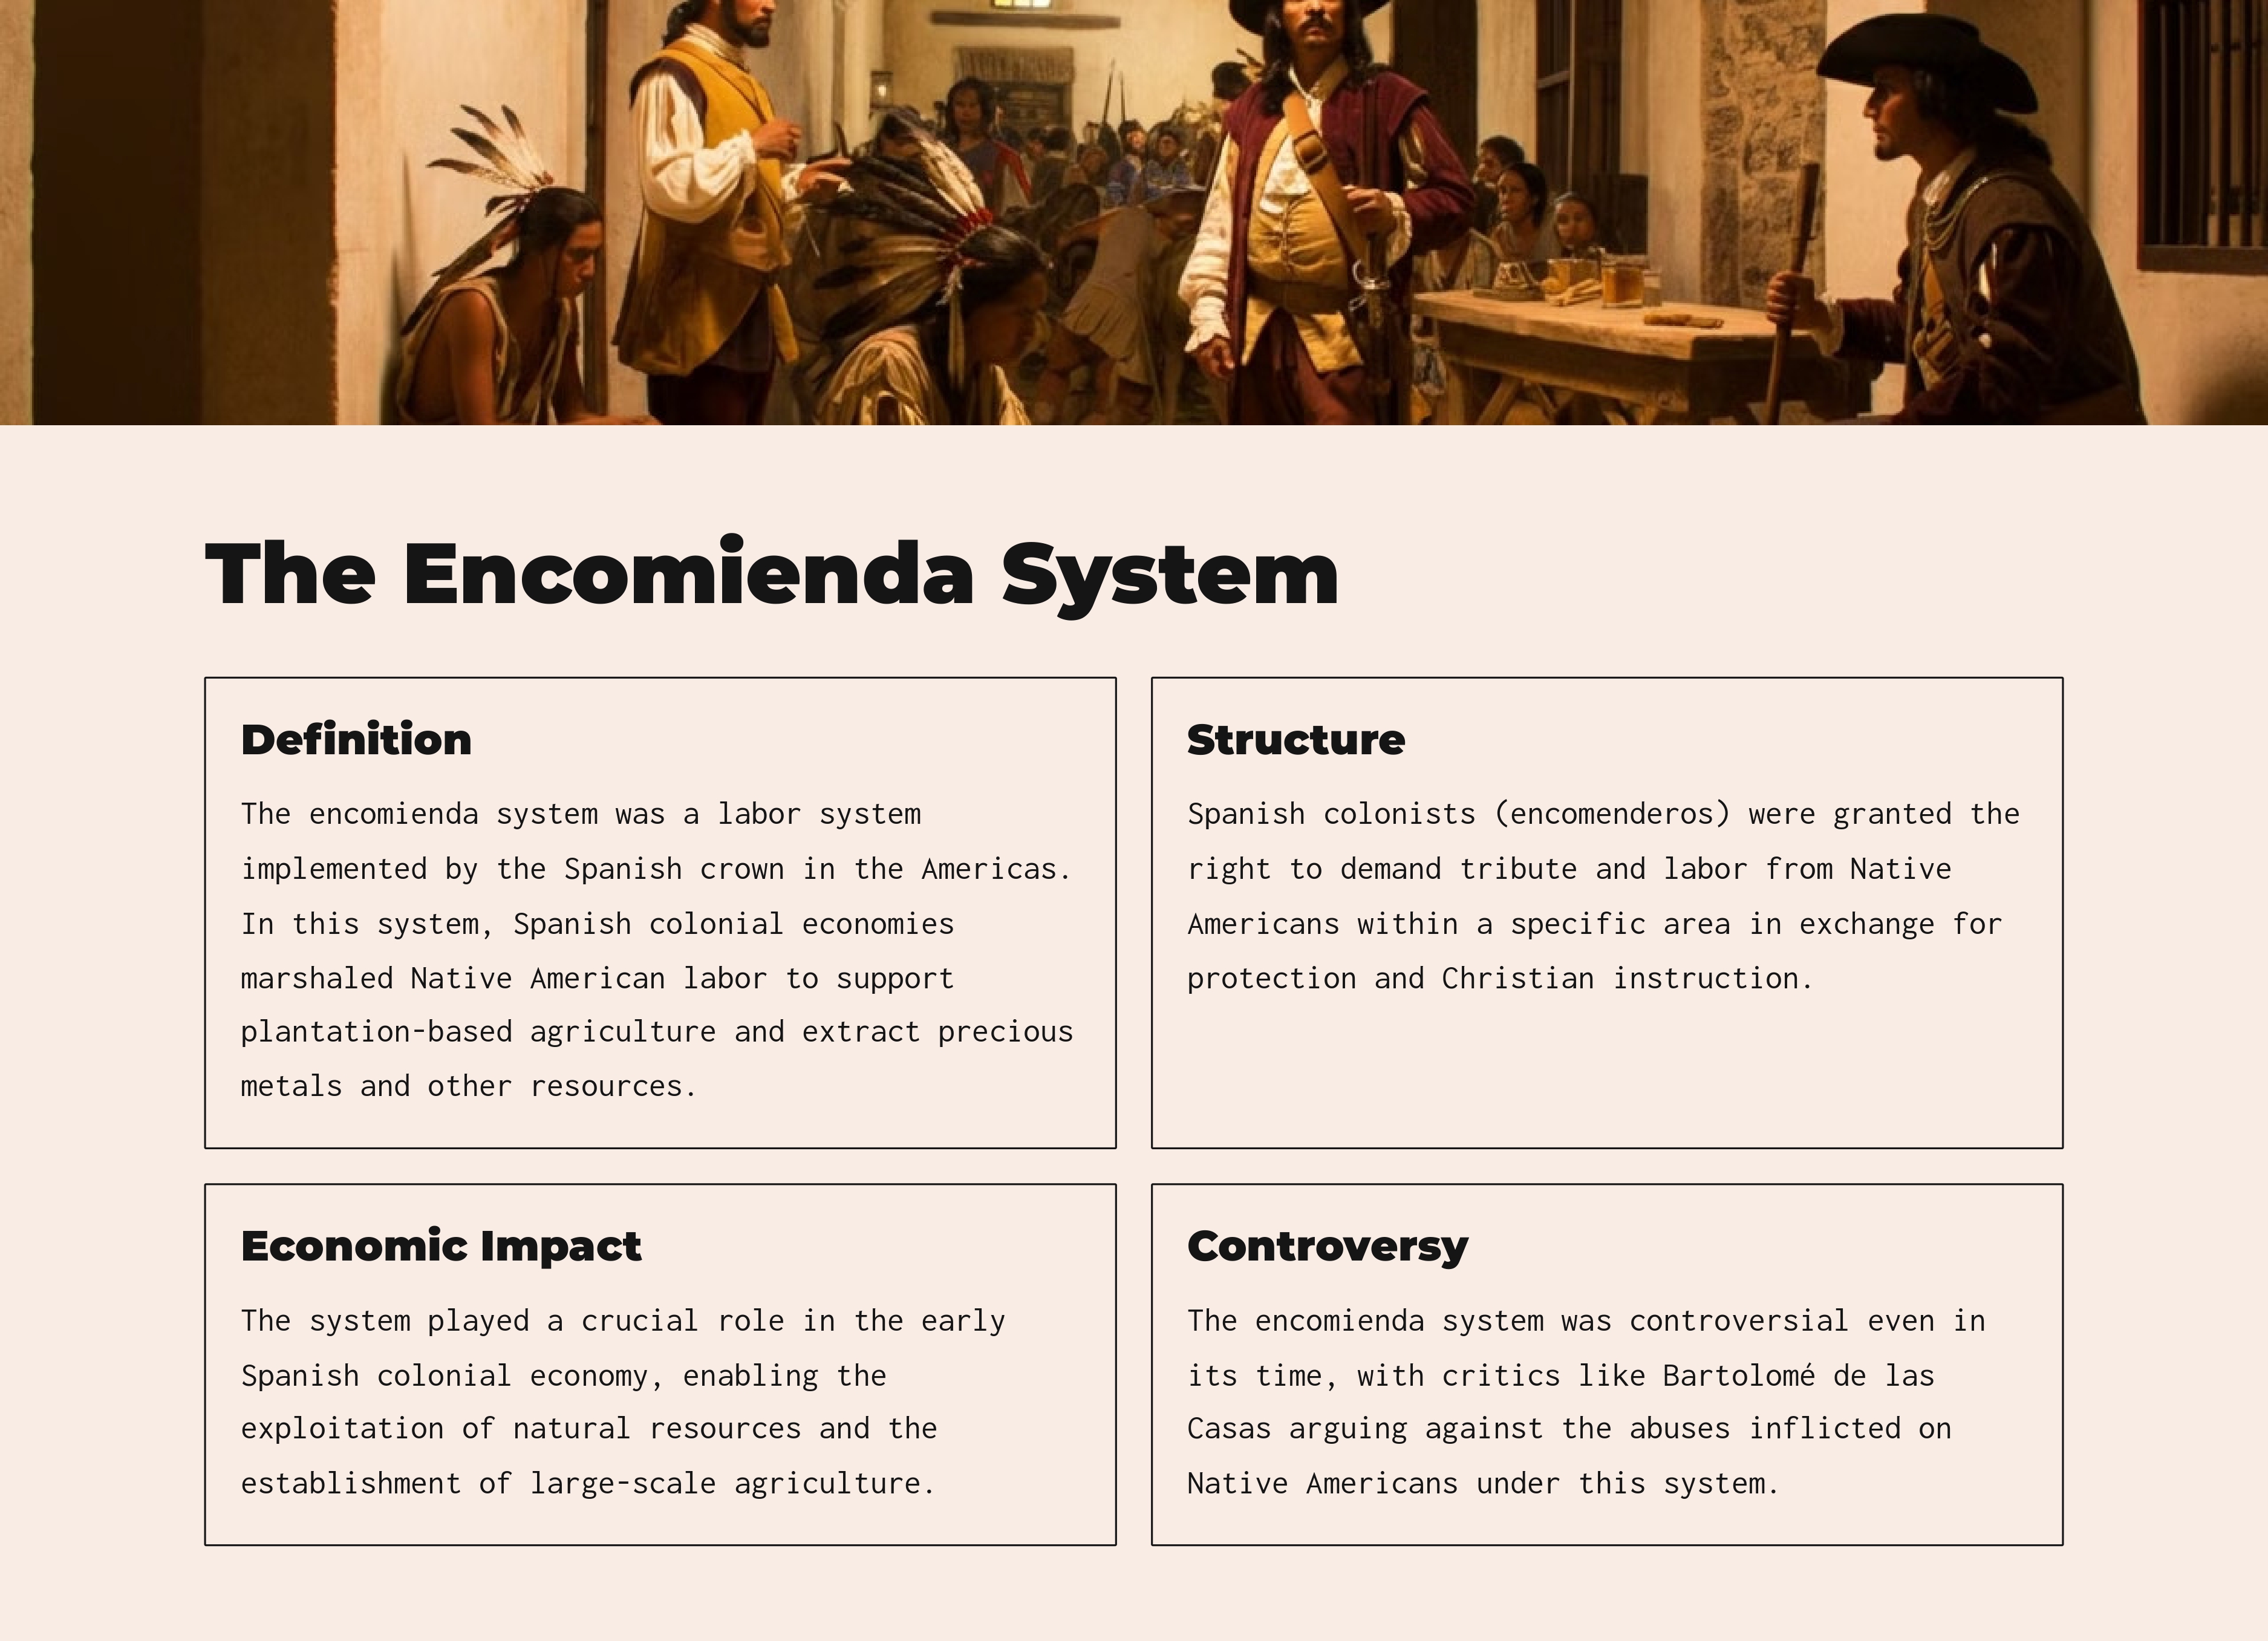 The Encomienda System
Definition
The encomienda system was a labor system
implemented by the Spanish crown in the Americas.
In this system, Spanish colonial economies
marshaled Native American labor to support
plantation-based agriculture and extract precious
metals and other resources.
Structure
Spanish colonists (encomenderos) were granted the
right to demand tribute and labor from Native
Americans within a specific area in exchange for
protection and Christian instruction.
Economic Impact
The system played a crucial role in the early
Spanish colonial economy, enabling the
exploitation of natural resources and the
establishment of large-scale agriculture.
Controversy
The encomienda system was controversial even in
its time, with critics like Bartolomé de las
Casas arguing against the abuses inflicted on
Native Americans under this system.